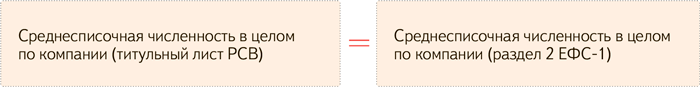 Среднесписочная численность в целом
по компании (титульный лист РСВ)
=
Среднесписочная численность в целом
по компании (раздел 2 ЕФС-1)